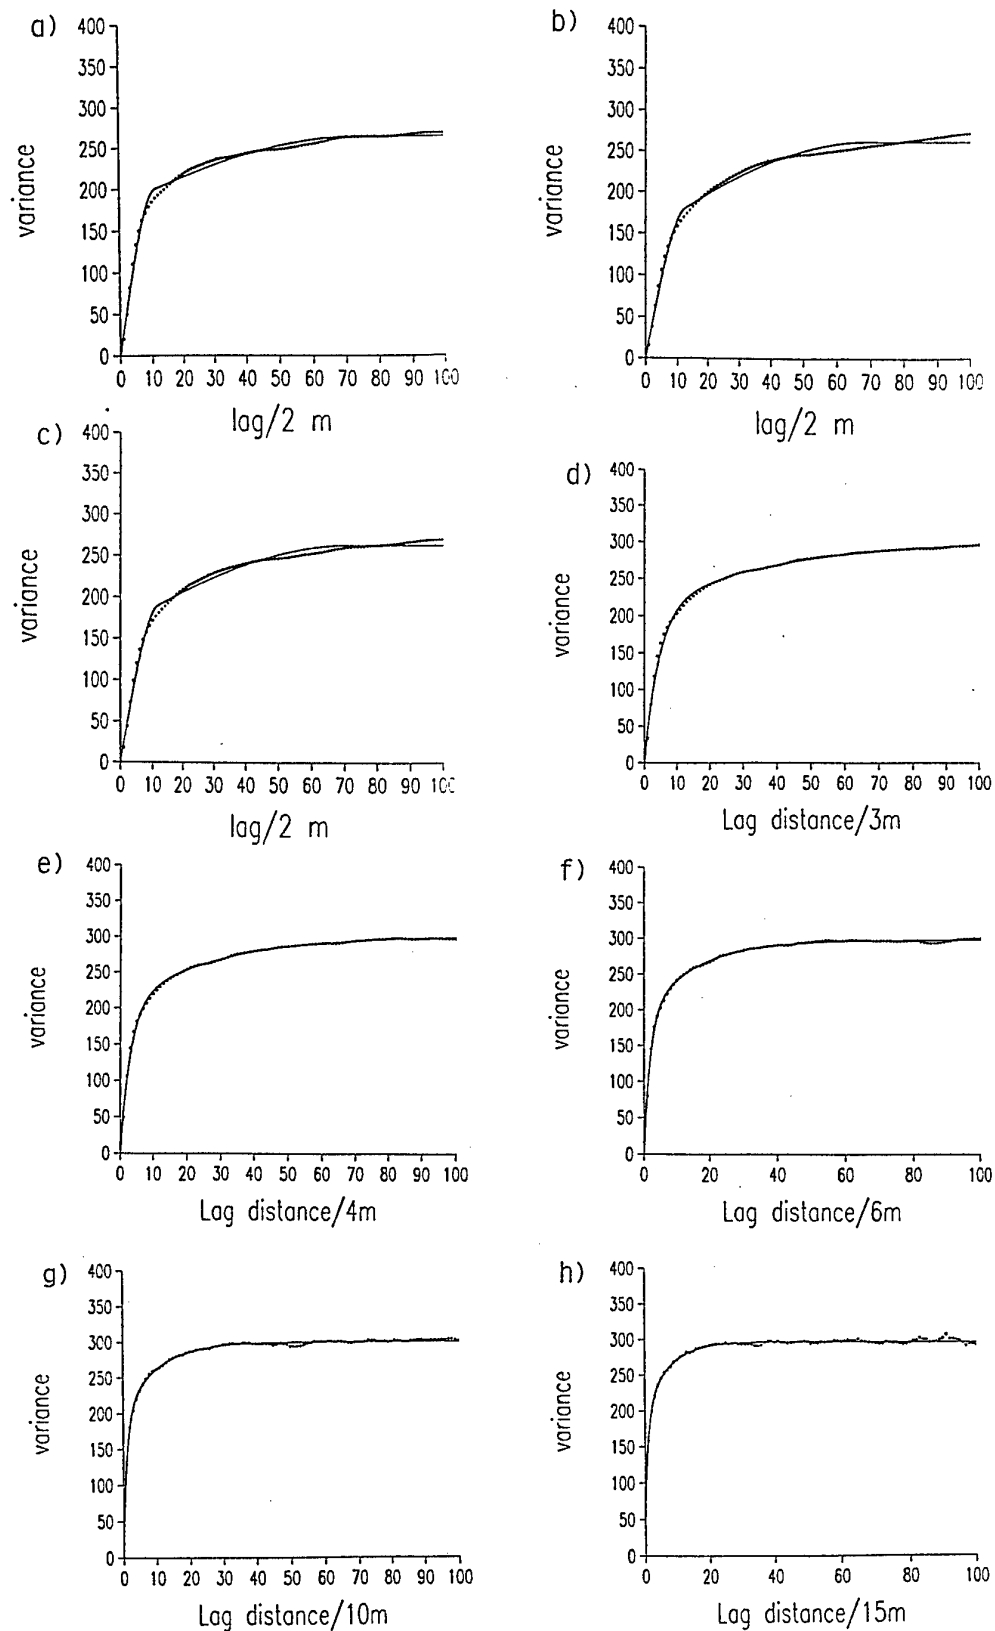 a)
400
350
300
250
200
150
100
50
0
variance
0 10 20 30 40 50 60 70 80 90 100
lag/2 m
b)
400
350
300
250
200
150
100
50
0
variance
0 10 20 30 40 50 60 70 80 90 100
lag/2 m
c)
400
350
300
250
200
150
100
50
0
variance
0 10 20 30 40 50 60 70 80 90 100
lag/2 m
d)
400
350
300
250
200
150
100
50
0
variance
0 10 20 30 40 50 60 70 80 90 100
Lag distance/3m
e)
400
350
300
250
200
150
100
50
0
variance
0 10 20 30 40 50 60 70 80 90 100
Lag distance/4m
f)
400
350
300
250
200
150
100
50
0
variance
0 20 40 60 80 100
Lag distance/6m
g)
400
350
300
250
200
150
100
50
0
variance
0 10 20 30 40 50 60 70 80 90 100
Lag distance/10m
h)
400
350
300
250
200
150
100
50
0
variance
0 20 40 60 80 100
Lag distance/15m